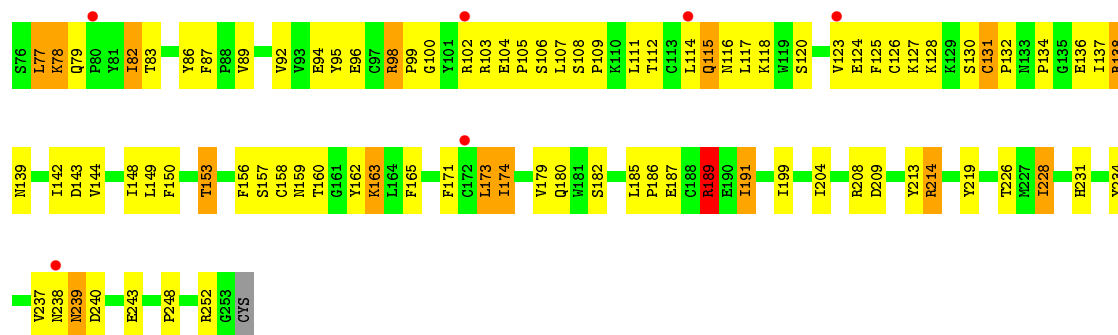 S76 L77 K78 Q79 P80 Y81 I82 T83 Y86 F87 P88 V89 V92 V93 E94 Y95 E96 C97 R98 P99 G100 Y101 R102 R103 E104 P105 S106 L107 S108 P109 K110 L111 T112 C113 L114 Q115 N116 L117 K118 W119 S120 V123 E124 F125 C126 K127 K128 K129 S130 C131 P132 N133 P134 G135 E136 I137 R138
N139 I142 D143 V144 I148 L149 F150 T153 F156 S157 C158 N159 T160 G161 Y162 K163 L164 F165 F171 C172 L173 I174 V179 Q180 W181 S182 L185 P186 E187 C188 R189 E190 I191 I199 I204 R208 D209 Y213 R214 Y219 T226 M227 I228 H231
V237 N238 N239 D240 E243 P248 R252 G253 CYS